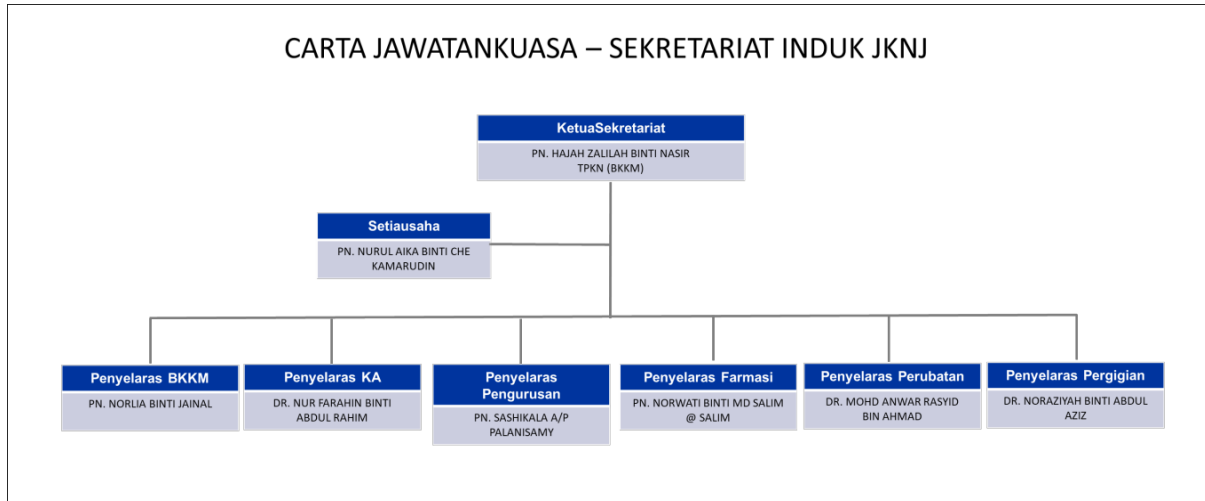 CARTA JAWATANKUASA – SEKRETARIAT INDUK JKNJ
KetuaSekretariat
PN. HAJAH ZALILAH BINTI NASIR
TPKN (BKKM)
Setiausaha
PN. NURUL AIKA BINTI CHE
KAMARUDIN
Penyelaras BKKM
PN. NORLIA BINTI JAINAL
Penyelaras KA
DR. NUR FARAHIN BINTI
ABDUL RAHIM
Penyelaras
Pengurusan
PN. SASHIKALA A/P
PALANISAMY
Penyelaras Farmasi
PN. NORWATI BINTI MD SALIM
@ SALIM
Penyelaras Perubatan
DR. MOHD ANWAR RASYID
BIN AHMAD
Penyelaras Pergigian
DR. NORAZIYAH BINTI ABDUL
AZIZ